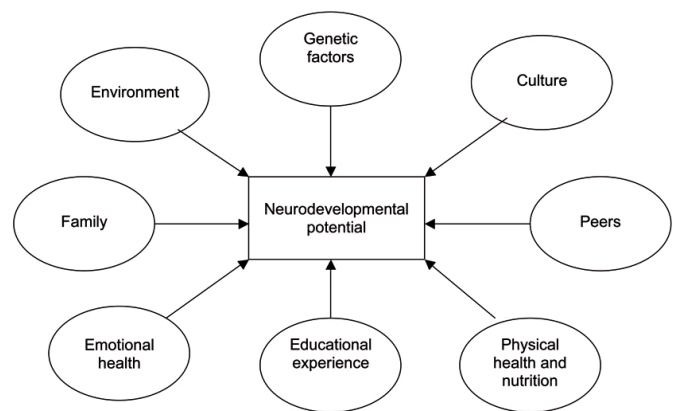 Genetic
factors
Environment
Culture
Family
Neurodevelopmental
potential
Peers
Emotional
health
Educational
experience
Physical
health and
nutrition